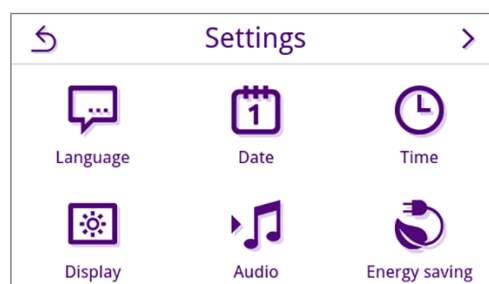 Settings
...
1
Language Date Time
Display Audio Energy saving